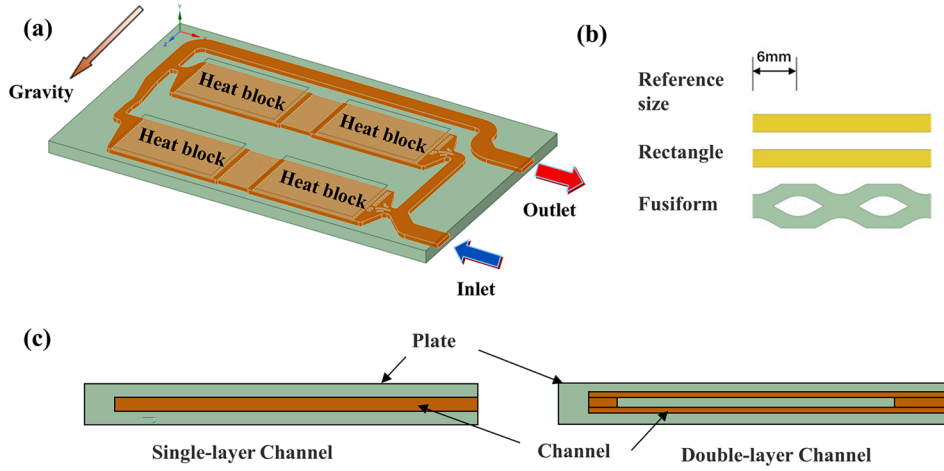 (a)
Gravity
Y
X
Z
Heat block
Heat block
Heat block
Heat block
Outlet
Inlet
(b)
6mm
Reference
size
Rectangle
Fusiform
(c)
Plate
Channel
Single-layer Channel
Double-layer Channel